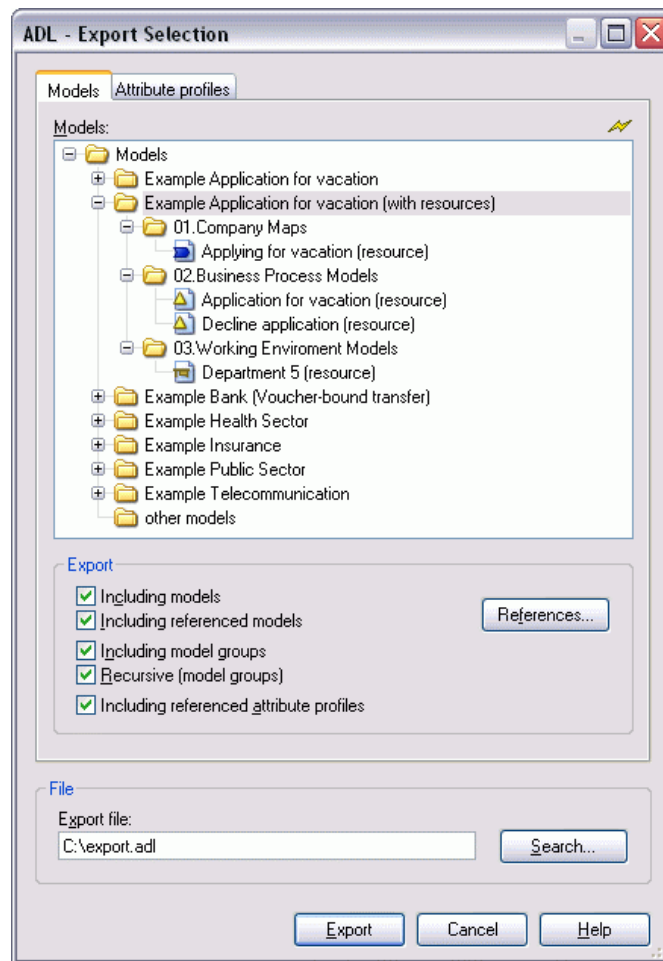 ADL - Export Selection
Models
Attribute profiles
Models:
Models
Example Application for vacation
Example Application for vacation (with resources)
01.Company Maps
Applying for vacation (resource)
02.Business Process Models
Application for vacation (resource)
Decline application (resource)
03.Working Enviroment Models
Department 5 (resource)
Example Bank (Voucher-bound transfer)
Example Health Sector
Example Insurance
Example Public Sector
Example Telecommunication
other models
Export
Including models
Including referenced models
References...
Including model groups
Recursive (model groups)
Including referenced attribute profiles
File
Export file:
C:\export.adl
Search...
Export
Cancel
Help